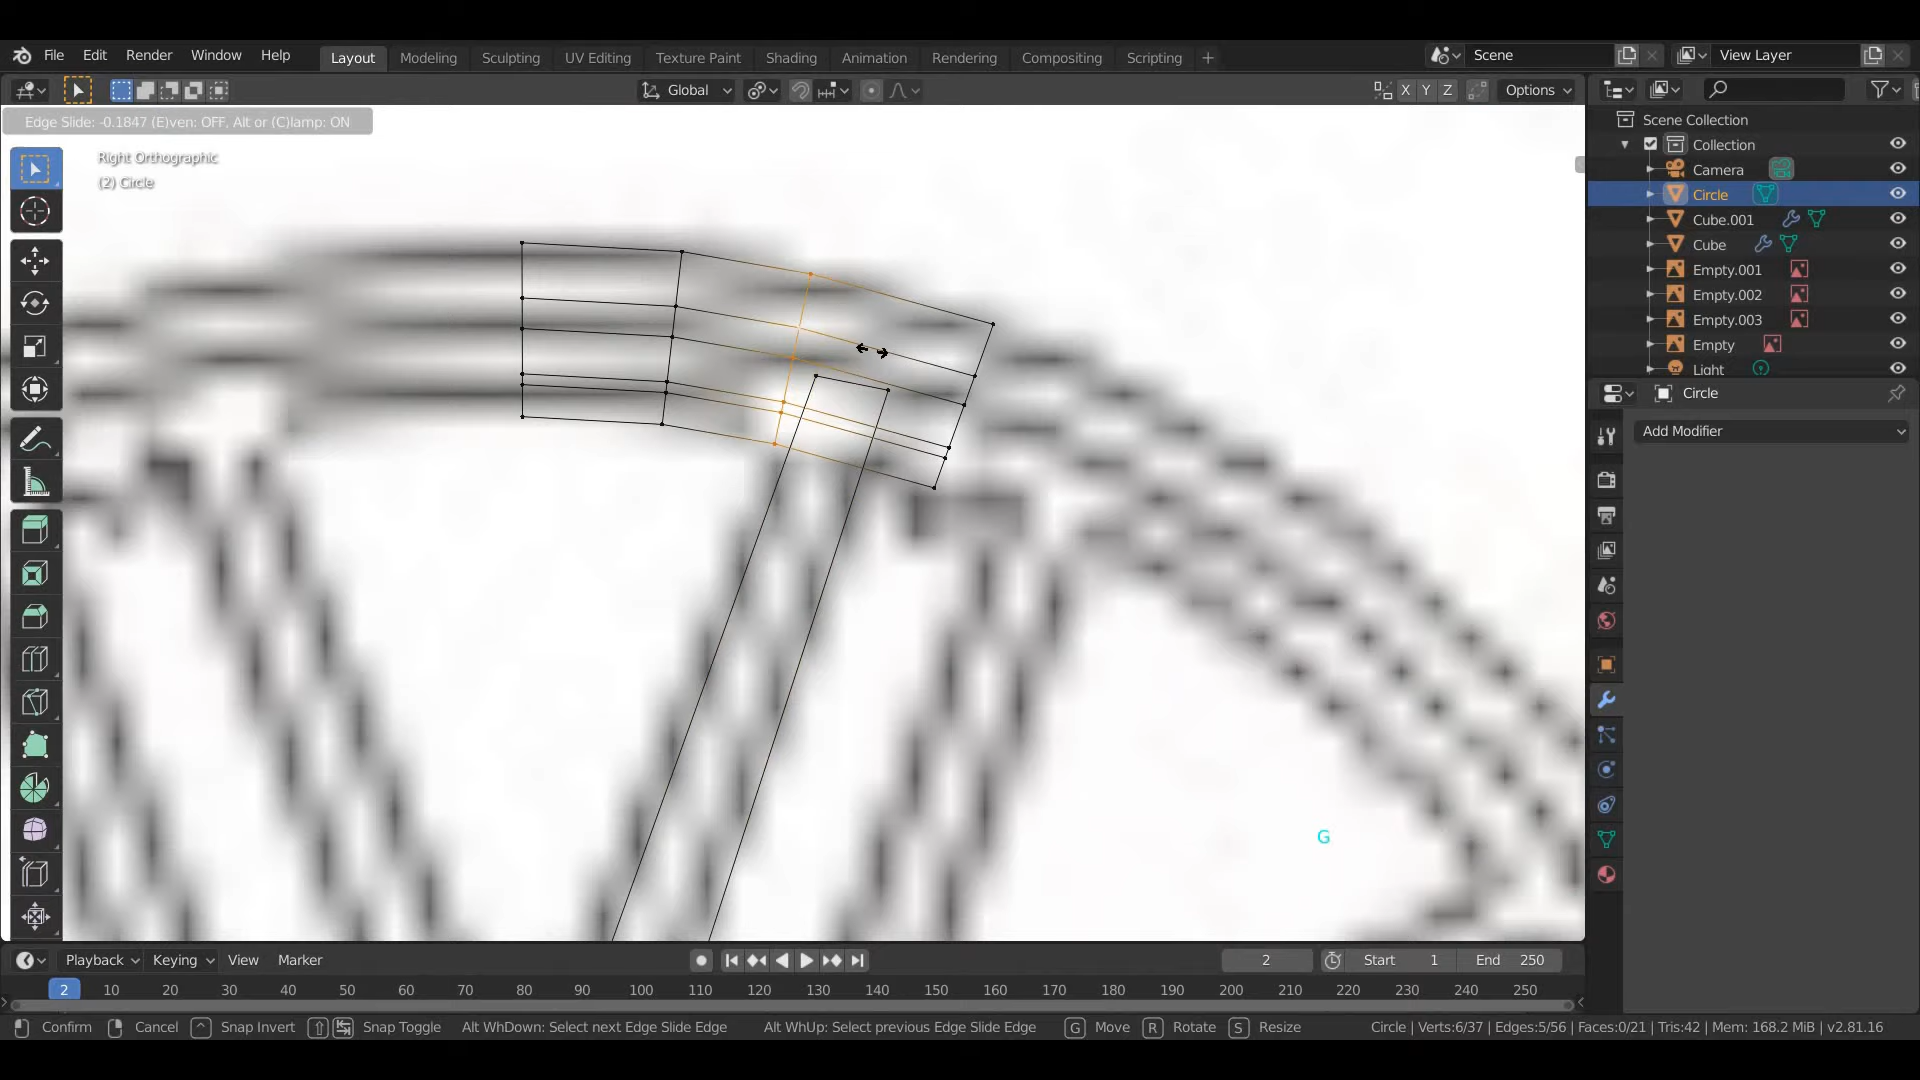 File Edit Render Window Help Layout Modeling Sculpting UV Editing Texture Paint Shading Animation Rendering Compositing Scripting + Scene View Layer
Global X Y Z Options
Edge Slide: -0.1847 (E)ven: OFF, Alt or (C)lamp: ON
Right Orthographic
(2) Circle
Scene Collection
Collection
Camera
Circle
Cube.001
Cube
Empty.001
Empty.002
Empty.003
Empty
Light
Circle
Add Modifier
G
Playback Keying View Marker 2 Start 1 End 250
2 10 20 30 40 50 60 70 80 90 100 110 120 130 140 150 160 170 180 190 200 210 220 230 240 250
Confirm Cancel Snap Invert Snap Toggle Alt WhDown: Select next Edge Slide Edge Alt WhUp: Select previous Edge Slide Edge G Move R Rotate S Resize Circle | Verts:6/37 | Edges:5/56 | Faces:0/21 | Tris:42 | Mem: 168.2 MiB | v2.81.16